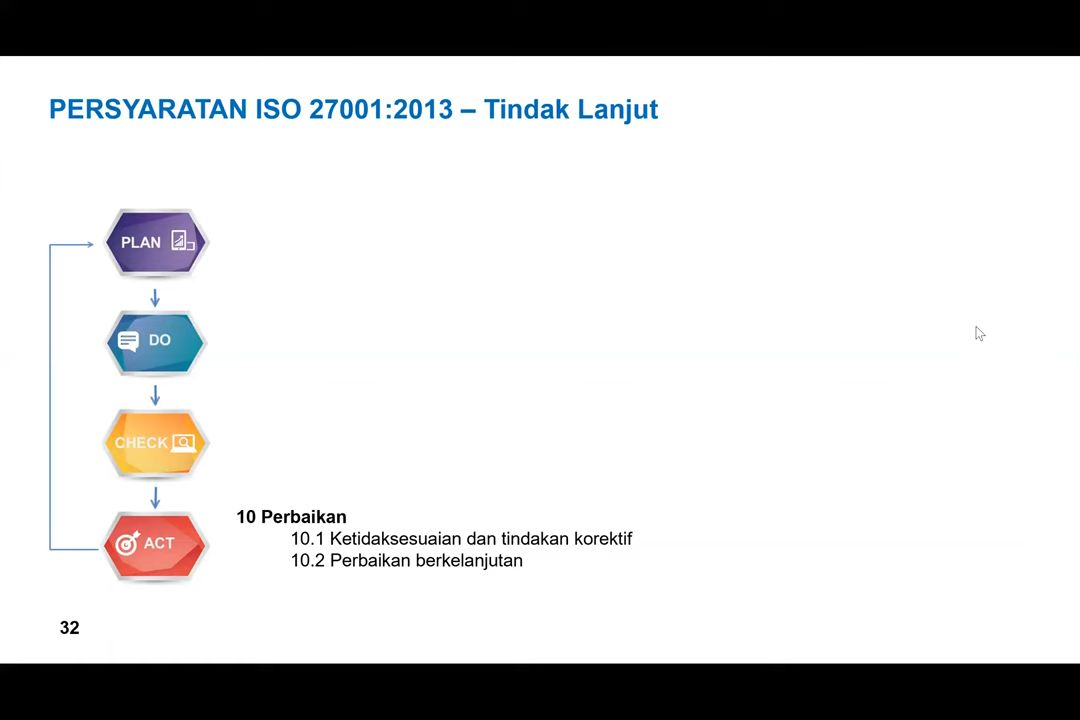 PERSYARATAN ISO 27001:2013 – Tindak Lanjut
PLAN
DO
CHECK
ACT
10 Perbaikan
10.1 Ketidaksesuaian dan tindakan korektif
10.2 Perbaikan berkelanjutan
32